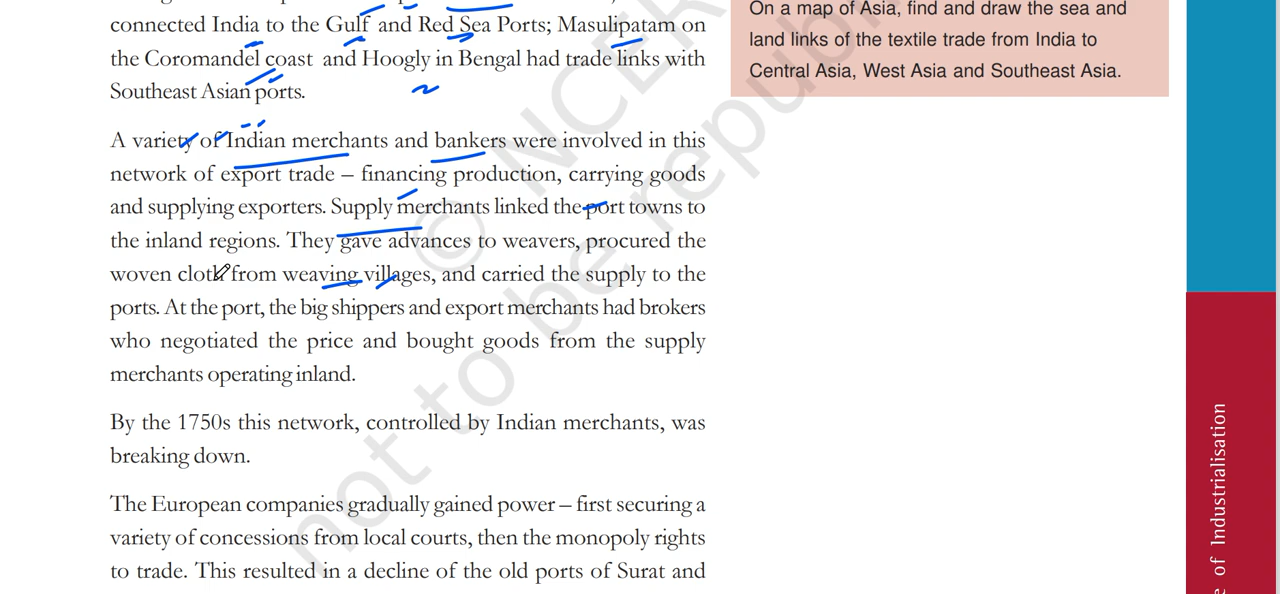 connected India to the Gulf and Red Sea Ports; Masulipatam on
the Coromandel coast and Hoogly in Bengal had trade links with
Southeast Asian ports.
A variety of Indian merchants and bankers were involved in this
network of export trade – financing production, carrying goods
and supplying exporters. Supply merchants linked the port towns to
the inland regions. They gave advances to weavers, procured the
woven cloth from weaving villages, and carried the supply to the
ports. At the port, the big shippers and export merchants had brokers
who negotiated the price and bought goods from the supply
merchants operating inland.
By the 1750s this network, controlled by Indian merchants, was
breaking down.
The European companies gradually gained power – first securing a
variety of concessions from local courts, then the monopoly rights
to trade. This resulted in a decline of the old ports of Surat and
On a map of Asia, find and draw the sea and
land links of the textile trade from India to
Central Asia, West Asia and Southeast Asia.
of Industrialisation
© NCER
not to be republ